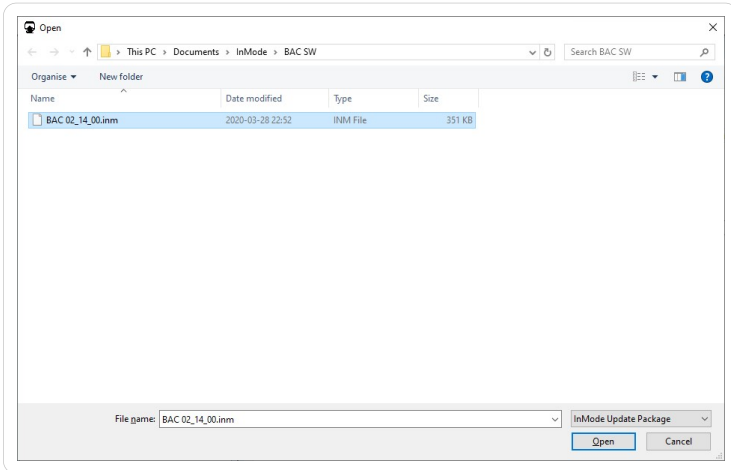 Open
This PC > Documents > InMode > BAC SW
Search BAC SW
Organise
New folder
Name Date modified Type Size
BAC 02_14_00.inm 2020-03-28 22:52 INM File 351 KB
File name: BAC 02_14_00.inm
InMode Update Package
Open Cancel